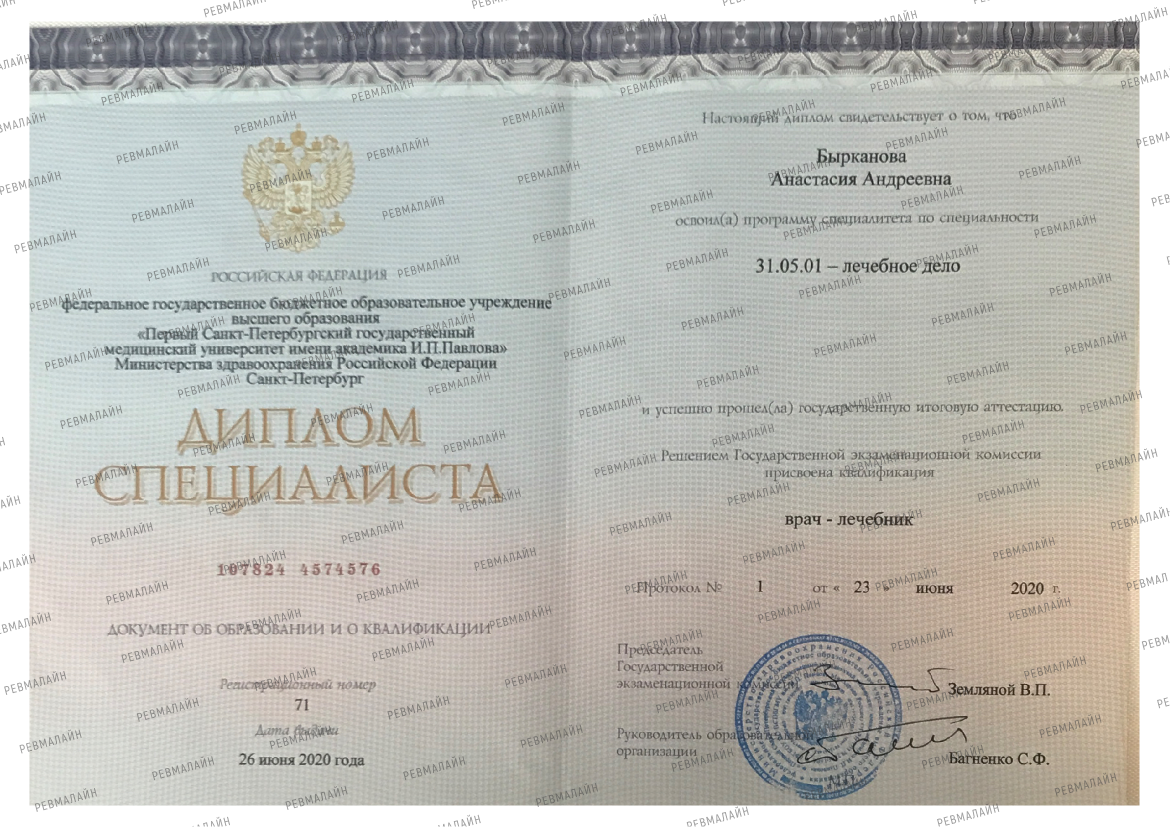 РОССИЙСКАЯ ФЕДЕРАЦИЯ
федеральное государственное бюджетное образовательное учреждение
высшего образования
«Первый Санкт-Петербургский государственный
медицинский университет имени академика И.П.Павлова»
Министерства здравоохранения Российской Федерации
Санкт-Петербург
ДИПЛОМ
СПЕЦИАЛИСТА
107824 4574576
ДОКУМЕНТ ОБ ОБРАЗОВАНИИ И О КВАЛИФИКАЦИИ
Регистрационный номер
71
Дата выдачи
26 июня 2020 года
Настоящий диплом свидетельствует о том, что
Бырканова
Анастасия Андреевна
освоил(а) программу специалитета по специальности
31.05.01 – лечебное дело
и успешно прошел(ла) государственную итоговую аттестацию.
Решением Государственной экзаменационной комиссии
присвоена квалификация
врач - лечебник
Протокол № 1 от « 23 » июня 2020 г.
Председатель
Государственной
экзаменационной комиссии
Земляной В.П.
Руководитель образовательной
организации
Багненко С.Ф.
РЕВМАЛАЙН